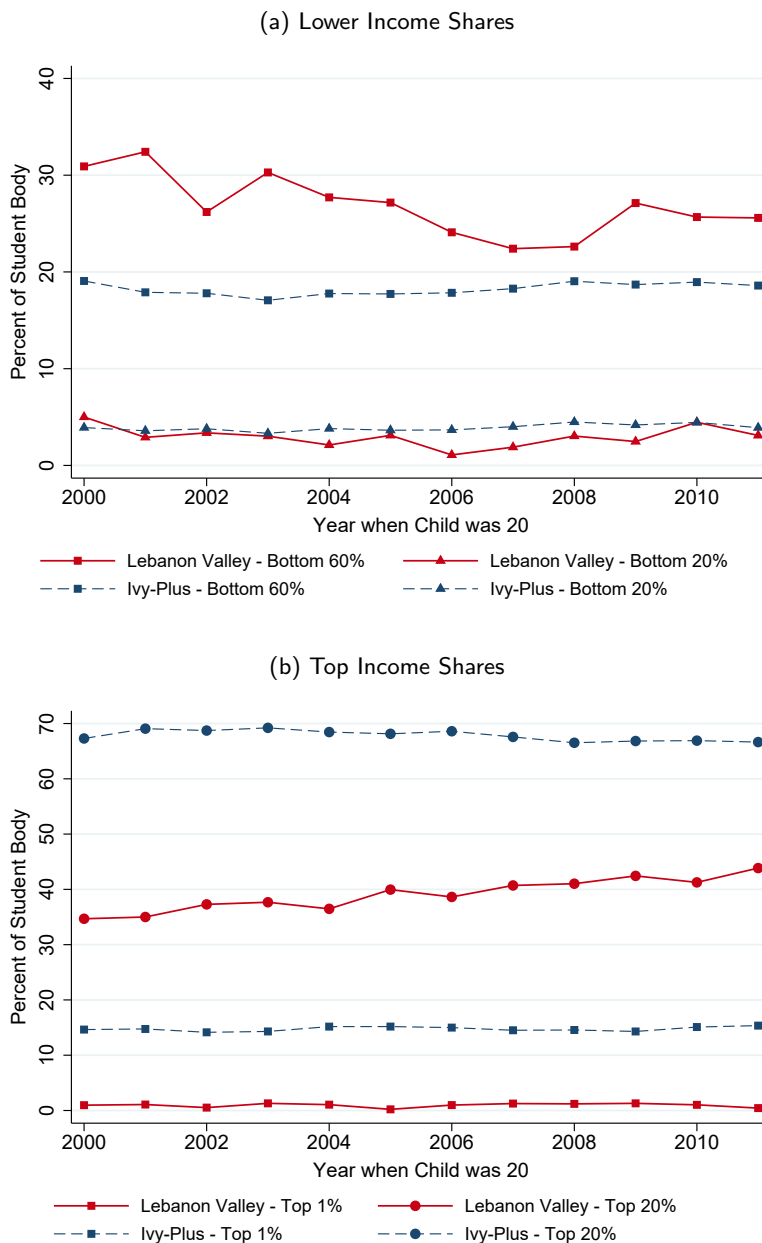 (a) Lower Income Shares
40
30
20
10
0
Percent of Student Body
2000 2002 2004 2006 2008 2010
Year when Child was 20
Lebanon Valley - Bottom 60% Lebanon Valley - Bottom 20%
Ivy-Plus - Bottom 60% Ivy-Plus - Bottom 20%
(b) Top Income Shares
70
60
50
40
30
20
10
0
Percent of Student Body
2000 2002 2004 2006 2008 2010
Year when Child was 20
Lebanon Valley - Top 1% Lebanon Valley - Top 20%
Ivy-Plus - Top 1% Ivy-Plus - Top 20%